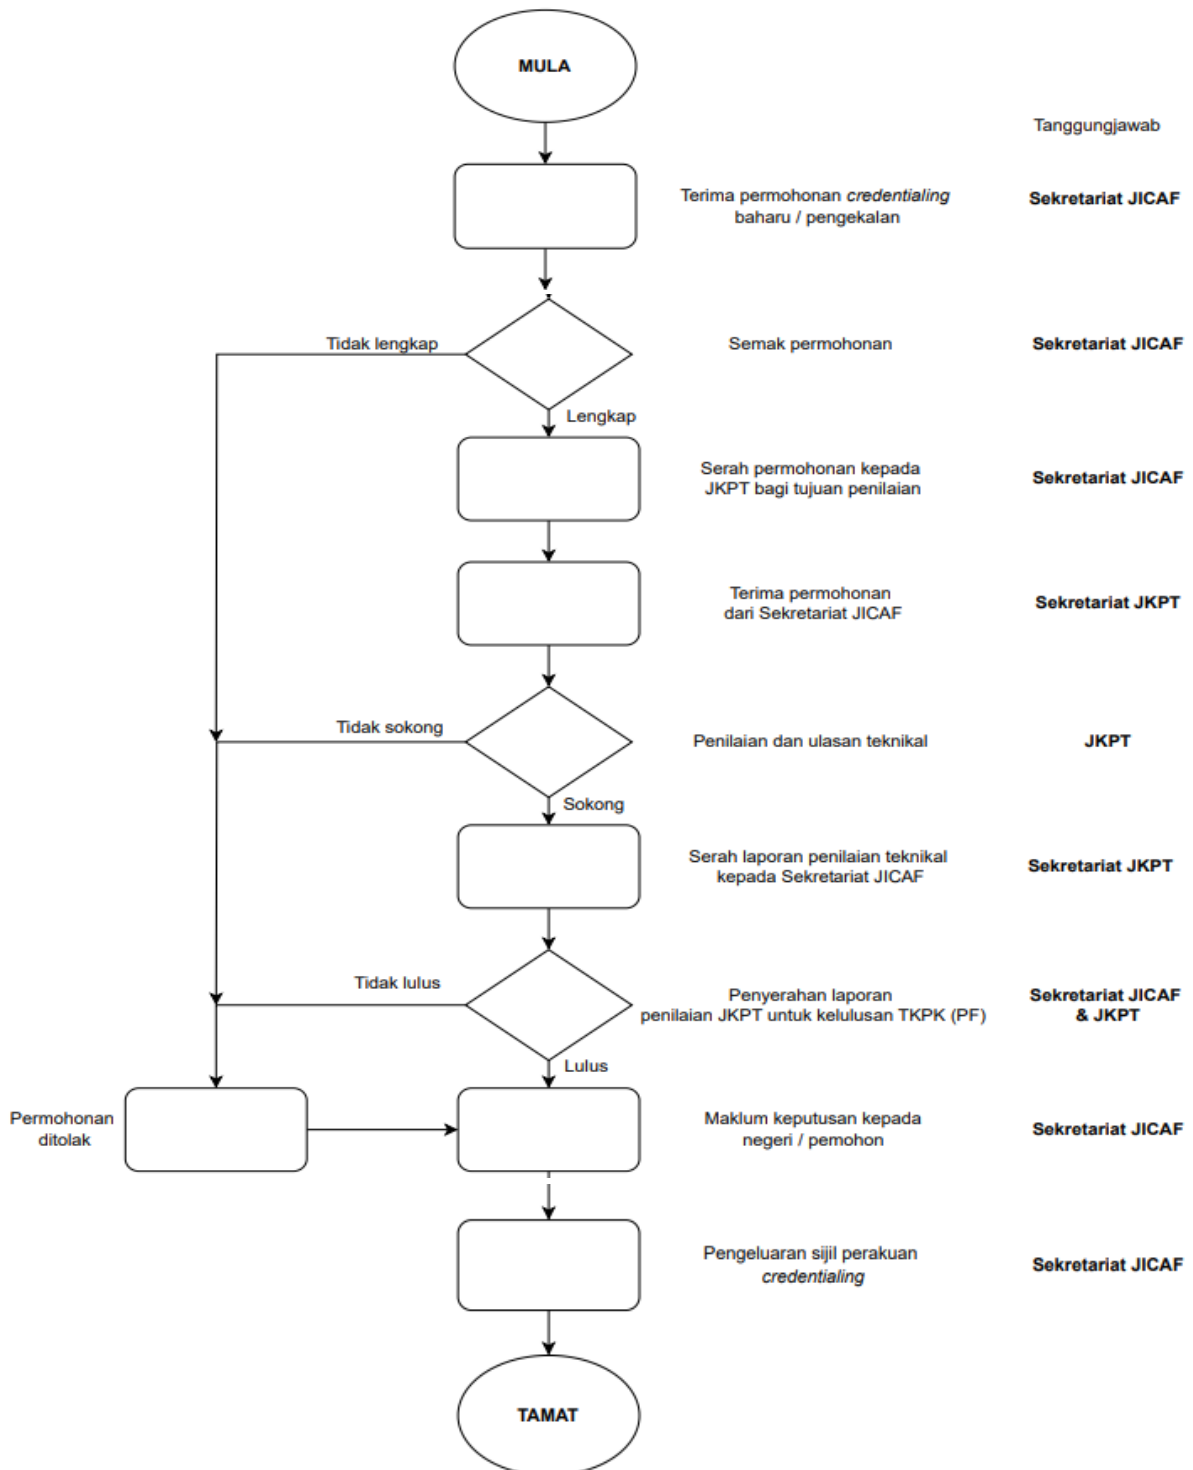 MULA
Tanggungjawab
Terima permohonan credentialing
baharu / pengekalan
Sekretariat JICAF
Tidak lengkap
Semak permohonan
Sekretariat JICAF
Lengkap
Serah permohonan kepada
JKPT bagi tujuan penilaian
Sekretariat JICAF
Terima permohonan
dari Sekretariat JICAF
Sekretariat JKPT
Tidak sokong
Penilaian dan ulasan teknikal
JKPT
Sokong
Serah laporan penilaian teknikal
kepada Sekretariat JICAF
Sekretariat JKPT
Tidak lulus
Penyerahan laporan
penilaian JKPT untuk kelulusan TKPK (PF)
Sekretariat JICAF
& JKPT
Lulus
Permohonan
ditolak
Maklum keputusan kepada
negeri / pemohon
Sekretariat JICAF
Pengeluaran sijil perakuan
credentialing
Sekretariat JICAF
TAMAT